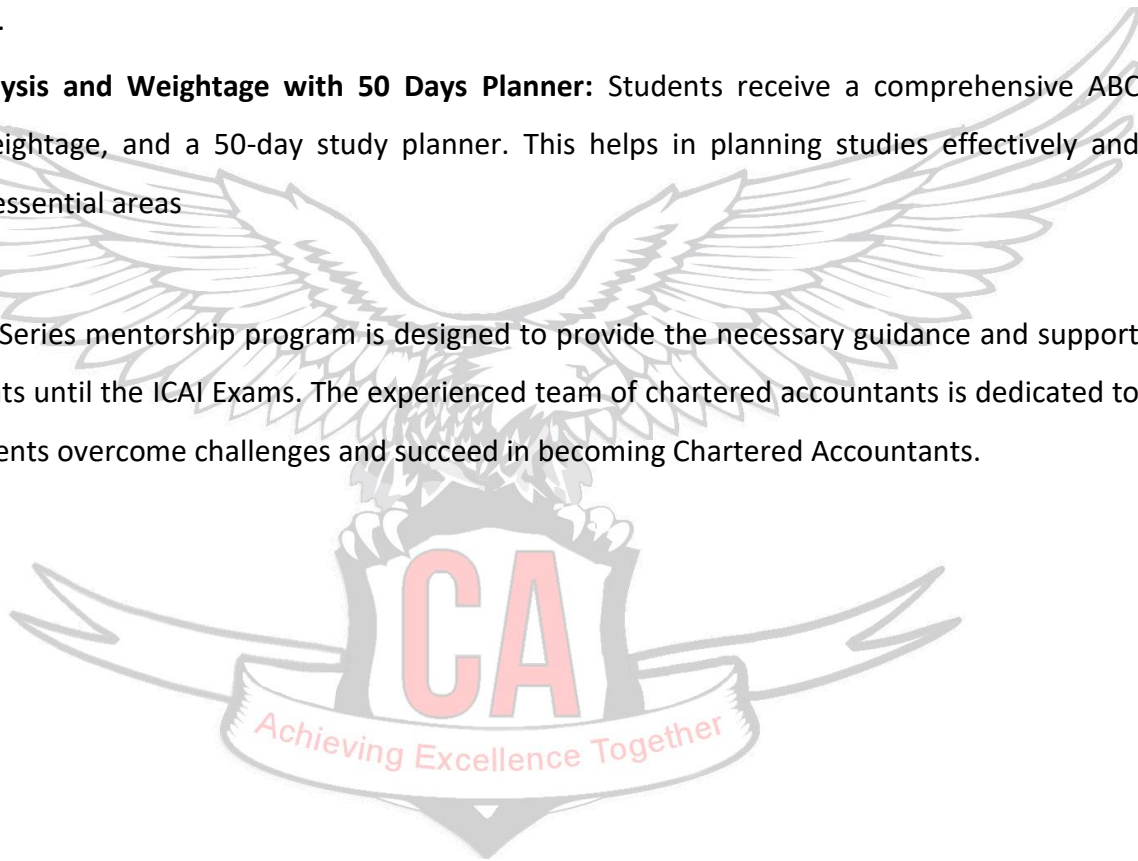 .
lysis and Weightage with 50 Days Planner: Students receive a comprehensive ABC
eightage, and a 50-day study planner. This helps in planning studies effectively and
essential areas
Series mentorship program is designed to provide the necessary guidance and support
ts until the ICAI Exams. The experienced team of chartered accountants is dedicated to
ents overcome challenges and succeed in becoming Chartered Accountants.
CA
Achieving Excellence Together